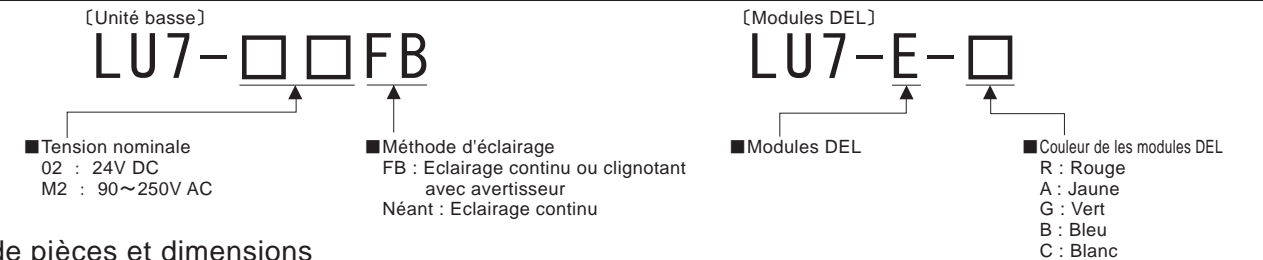 〔Unité basse〕
LU7-□□FB
■Tension nominale
02 : 24V DC
M2 : 90~250V AC
■Méthode d'éclairage
FB : Eclairage continu ou clignotant
avec avertisseur
Néant : Eclairage continu
〔Modules DEL〕
LU7-E-□
■Modules DEL
■Couleur de les modules DEL
R : Rouge
A : Jaune
G : Vert
B : Bleu
C : Blanc
de pièces et dimensions